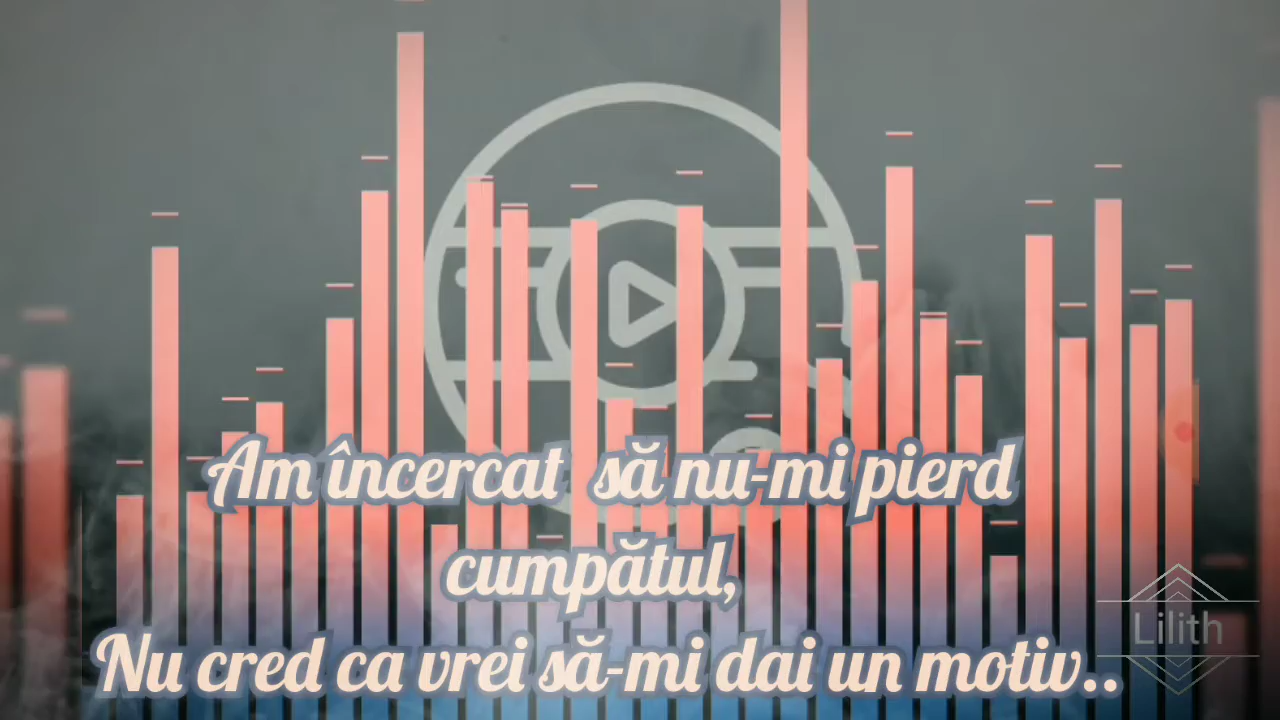 Am încercat să nu-mi pierd
cumpătul,
Nu cred ca vrei să-mi dai un motiv..
Lilith